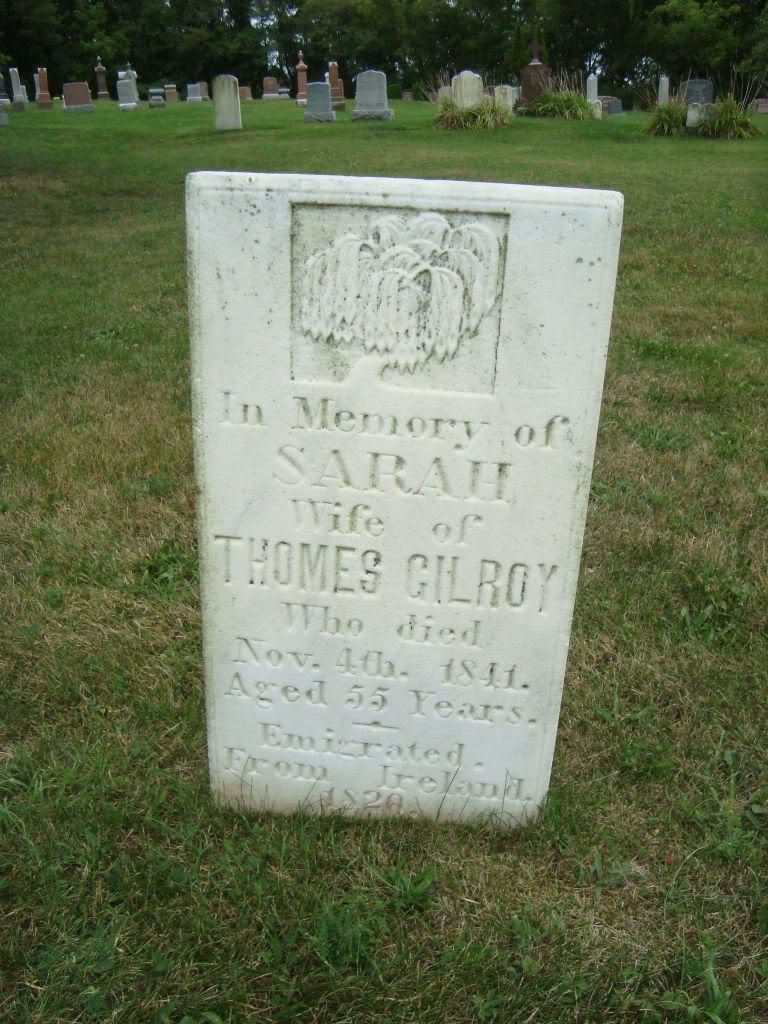 In Memory of
SARAH
Wife of
THOMES GILROY
Who died
Nov. 4th. 1841.
Aged 55 Years.
Emigrated.
From Ireland.
1820.